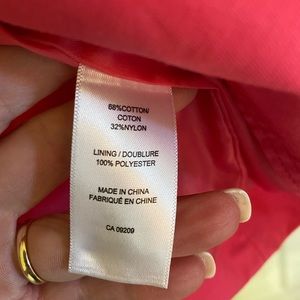 68%COTTON/
COTON
32%NYLON
LINING / DOUBLURE
100% POLYESTER
MADE IN CHINA
FABRIQUÉ EN CHINE
CA 09209